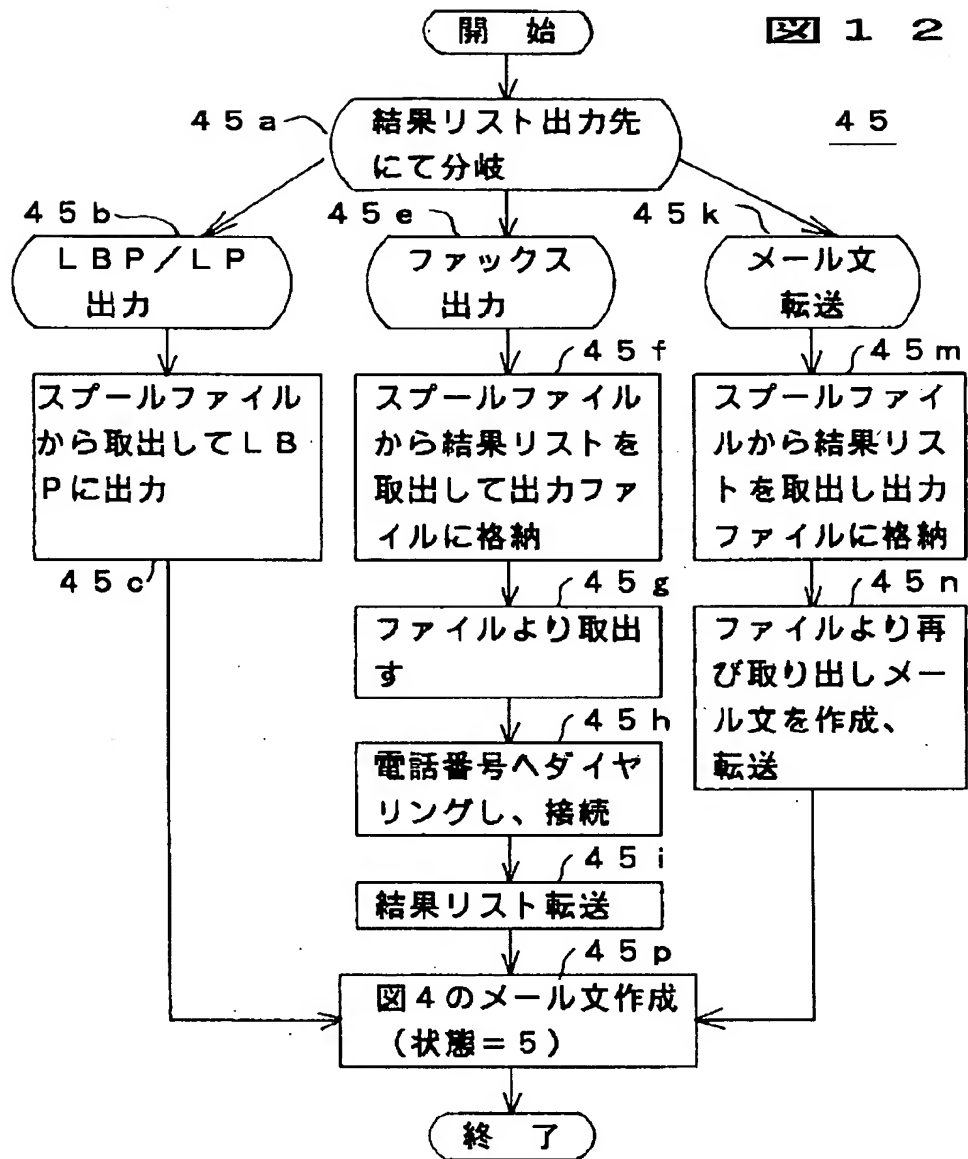 開 始
図12
45a
結果リスト出力先
にて分岐
45
45b
45e
45k
LBP/LP
出力
ファックス
出力
メール文
転送
45f
45m
スプールファイル
から取出してLB
Pに出力
スプールファイル
から結果リストを
取出して出力ファ
イルに格納
スプールファイ
ルから結果リス
トを取出し出力
ファイルに格納
45c
45g
45n
ファイルより取出
す
ファイルより再
び取り出しメー
ル文を作成、
転送
45h
電話番号へダイヤ
リングし、接続
45i
結果リスト転送
45p
図4のメール文作成
(状態=5)
終 了